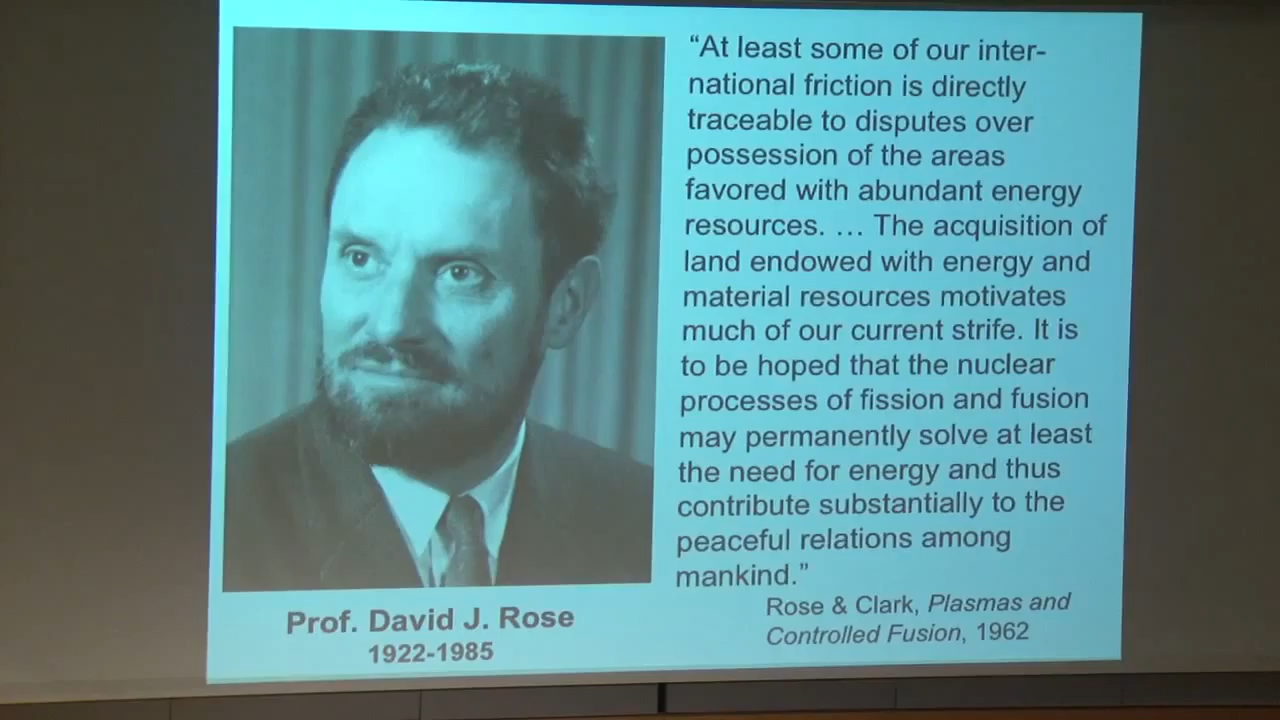 “At least some of our inter-
national friction is directly
traceable to disputes over
possession of the areas
favored with abundant energy
resources. … The acquisition of
land endowed with energy and
material resources motivates
much of our current strife. It is
to be hoped that the nuclear
processes of fission and fusion
may permanently solve at least
the need for energy and thus
contribute substantially to the
peaceful relations among
mankind.”
Rose & Clark, Plasmas and
Controlled Fusion, 1962
Prof. David J. Rose
1922-1985